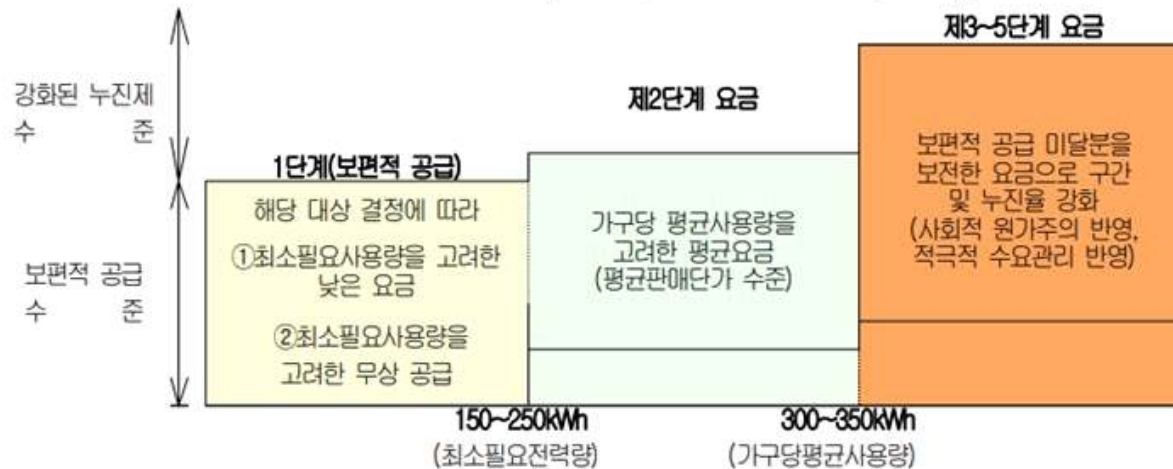 제3~5단계 요금
강화된 누진제
수 준
제2단계 요금
보편적 공급 미달분을
보전한 요금으로 구간
및 누진율 강화
(사회적 원가주의 반영,
적극적 수요관리 반영)
1단계(보편적 공급)
해당 대상 결정에 따라
①최소필요사용량을 고려한
낮은 요금
②최소필요사용량을
고려한 무상 공급
가구당 평균사용량을
고려한 평균요금
(평균판매단가 수준)
보편적 공급
수 준
150~250kWh
(최소필요전력량)
300~350kWh
(가구당평균사용량)